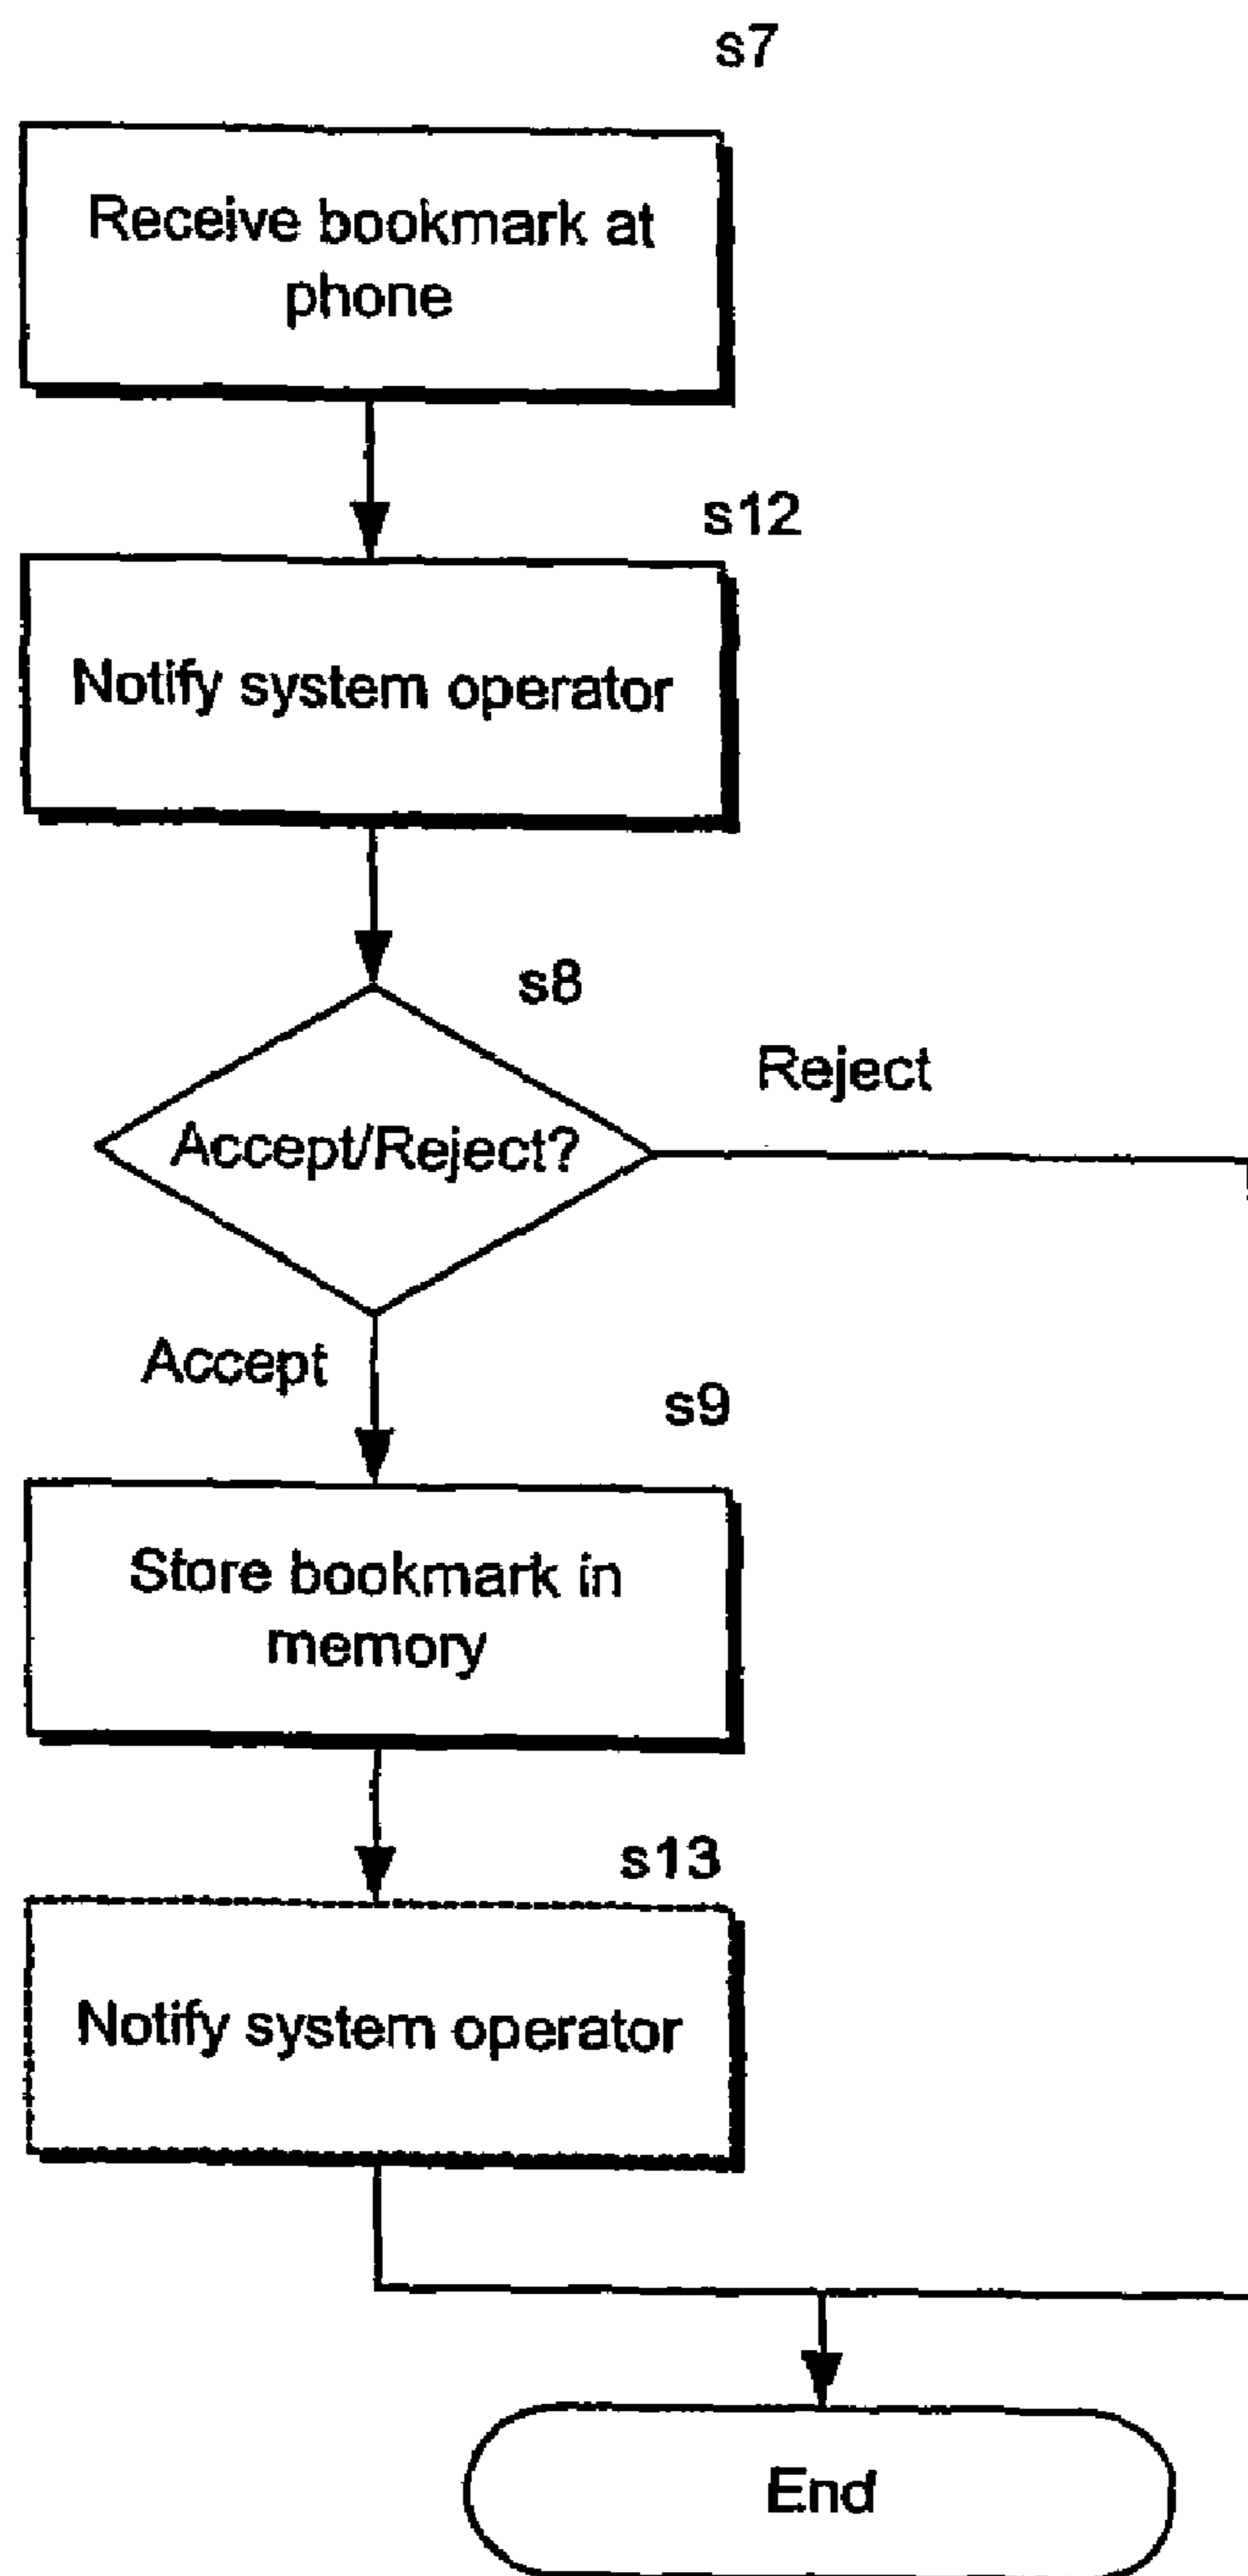 s7
Receive bookmark at
phone
s12
Notify system operator
s8
Reject
Accept/Reject?
Accept
s9
Store bookmark in
memory
s13
Notify system operator
End